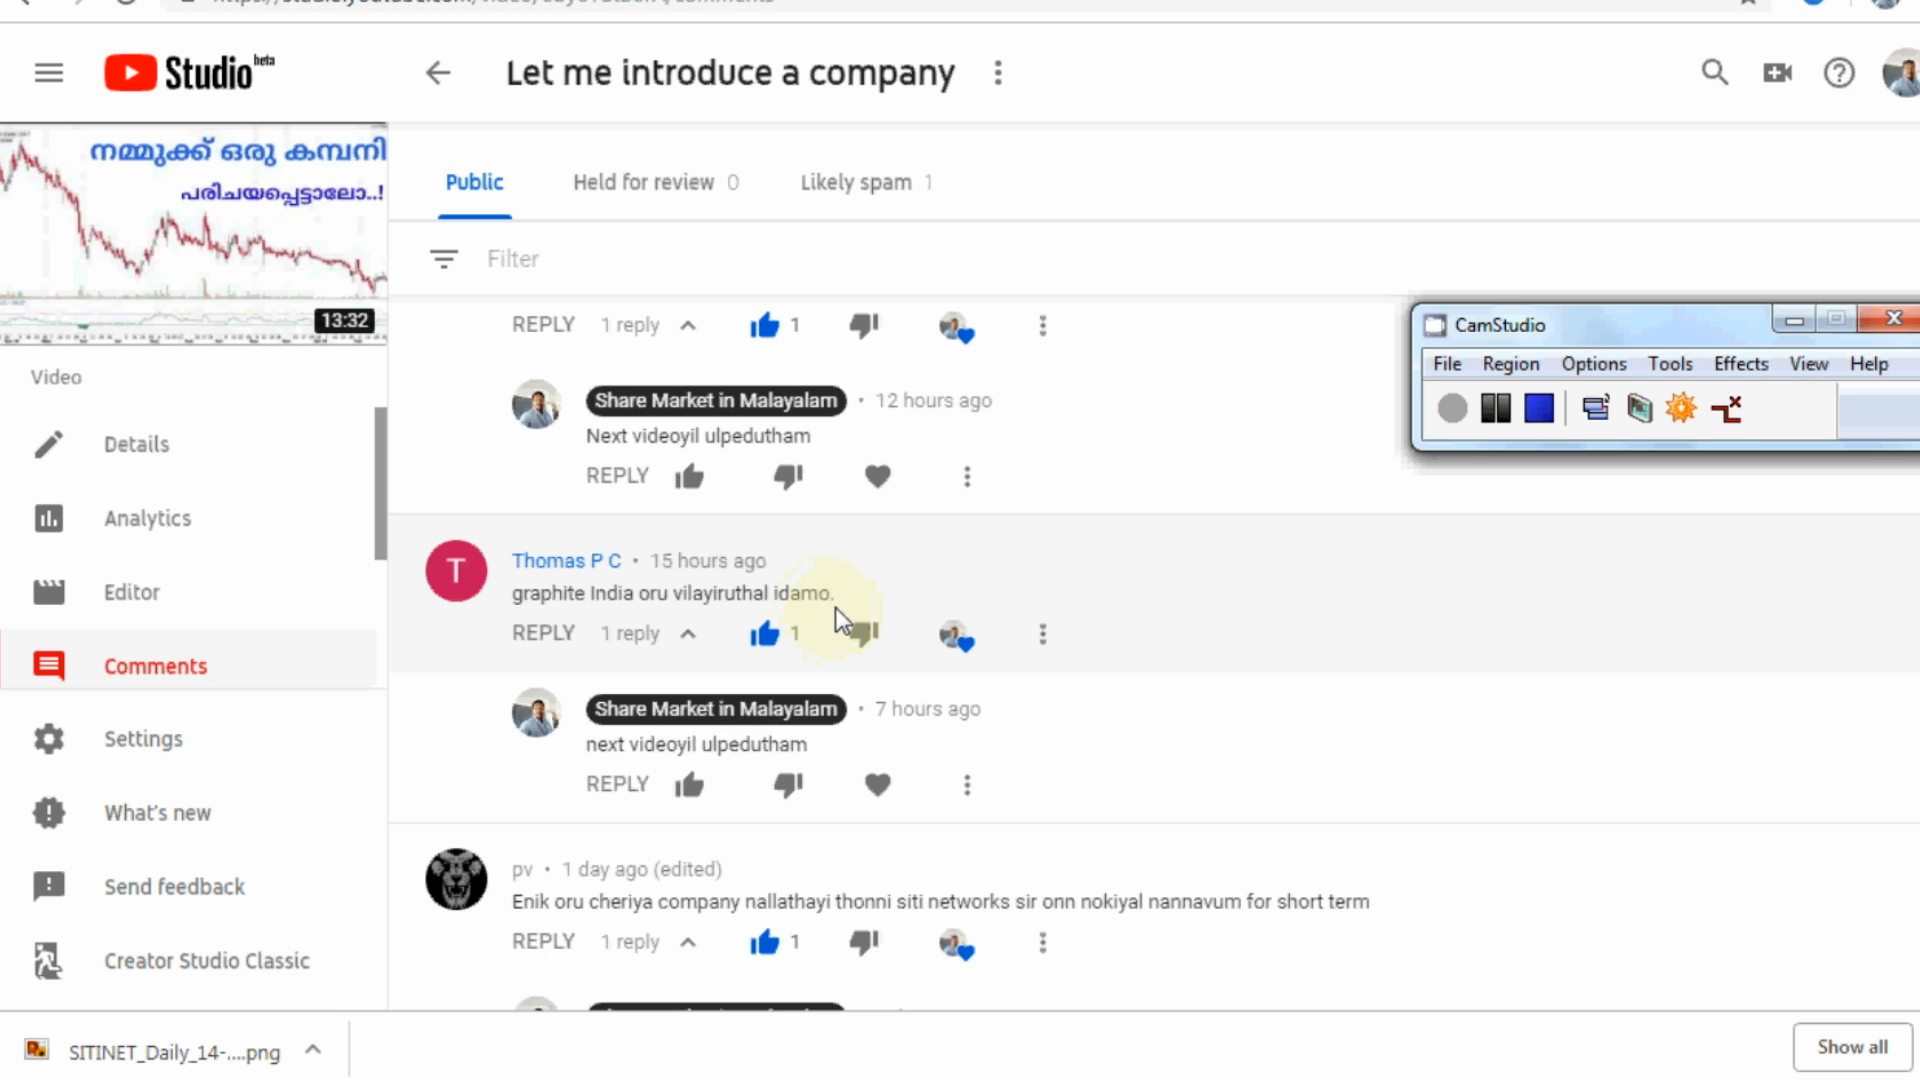 Studio beta
Let me introduce a company
നമ്മുക്ക് ഒരു കമ്പനി
പരിചയപ്പെട്ടാലോ..!
13:32
Public
Held for review 0
Likely spam 1
Filter
REPLY 1 reply 1
CamStudio
File Region Options Tools Effects View Help
Video
Share Market in Malayalam • 12 hours ago
Next videoyil ulpedutham
REPLY
Details
Analytics
Editor
Comments
Settings
What's new
Send feedback
Creator Studio Classic
T
Thomas P C • 15 hours ago
graphite India oru vilayiruthal idamo.
REPLY 1 reply 1
Share Market in Malayalam • 7 hours ago
next videoyil ulpedutham
REPLY
pv • 1 day ago (edited)
Enik oru cheriya company nallathayi thonni siti networks sir onn nokiyal nannavum for short term
REPLY 1 reply 1
SITINET_Daily_14-....png
Show all